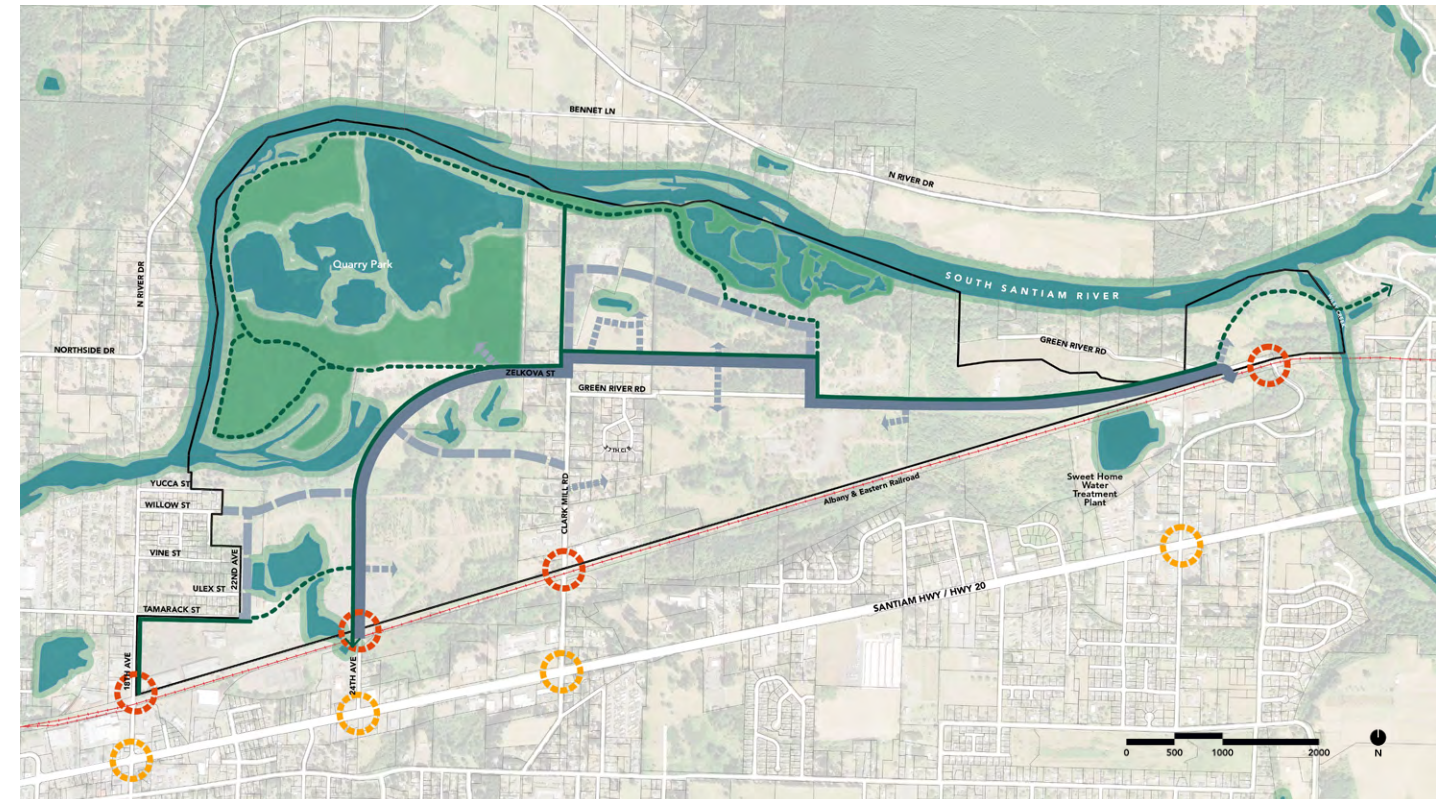 BENNET LN
N RIVER DR
Quarry Park
N RIVER DR
SOUTH SANTIAM RIVER
NORTHSIDE DR
GREEN RIVER RD
ZELKOVA ST
GREEN RIVER RD
CLARK MILL RD
YUCCA ST
WILLOW ST
Sweet Home
Water
Treatment
Plant
Albany & Eastern Railroad
VINE ST
22ND AVE
ULEX ST
TAMARACK ST
SANTIAM HWY / HWY 20
18TH AVE
24TH AVE
0 500 1000 2000
N